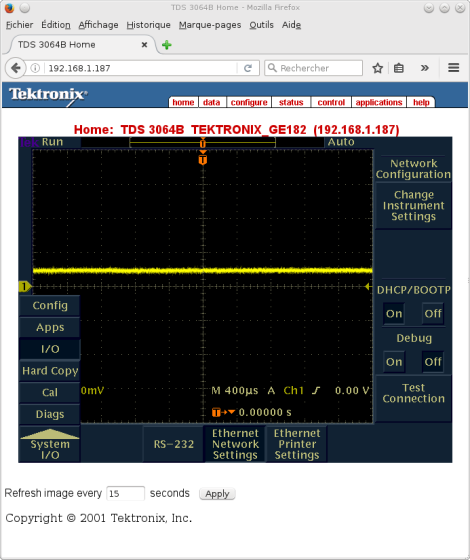 TDS 3064B Home - Mozilla Firefox
Fichier Édition Affichage Historique Marque-pages Outils Aide
TDS 3064B Home
192.168.1.187
Rechercher
Tektronix
home data configure status control applications help
Home: TDS 3064B TEKTRONIX_GE182 (192.168.1.187)
Run
Auto
U
T
Network
Configuration
Change
Instrument
Settings
1
DHCP/BOOTP
On Off
Debug
On Off
Test
Connection
Config
Apps
I/O
Hard Copy
Cal
Diags
System
I/O
0mV M 400µs A Ch1 0.00 V
T 0.00000 s
RS-232
Ethernet
Network
Settings
Ethernet
Printer
Settings
Refresh image every 15 seconds Apply
Copyright © 2001 Tektronix, Inc.